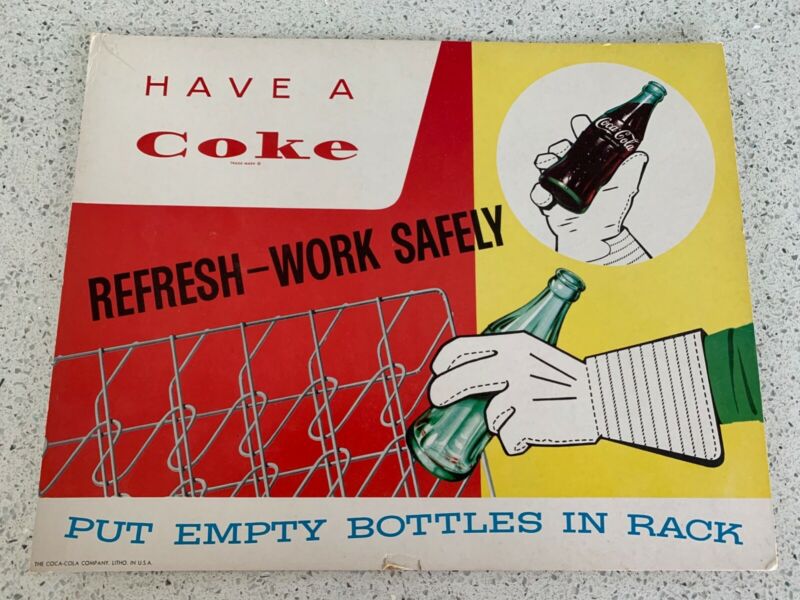 HAVE A
Coke
TRADE MARK ®
Coca-Cola
REFRESH-WORK SAFELY
PUT EMPTY BOTTLES IN RACK
THE COCA-COLA COMPANY. LITHO. IN U.S.A.